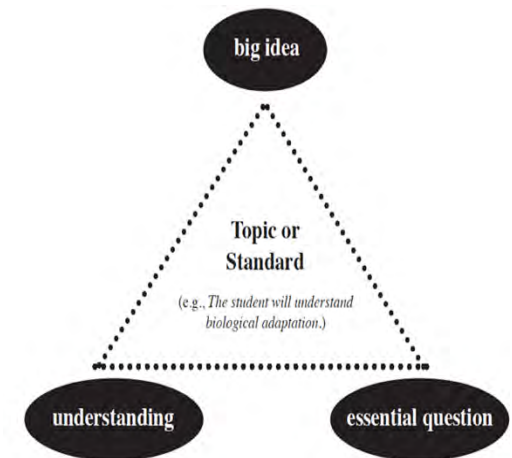 big idea
Topic or
Standard
(e.g., The student will understand
biological adaptation.)
understanding
essential question